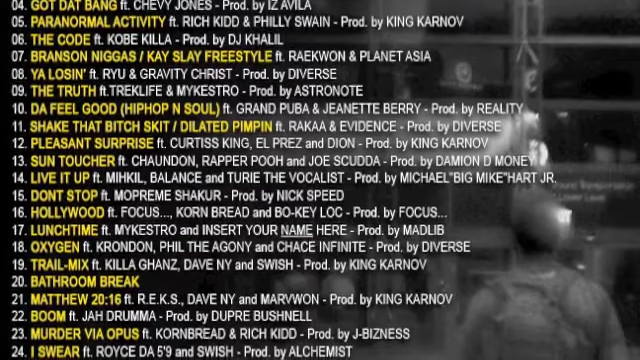 04. GOT DAT BANG ft. CHEVY JONES - Prod. by IZ AVILA
05. PARANORMAL ACTIVITY ft. RICH KIDD & PHILLY SWAIN - Prod. by KING KARNOV
06. THE CODE ft. KOBE KILLA - Prod. by DJ KHALIL
07. BRANSON NIGGAS / KAY SLAY FREESTYLE ft. RAEKWON & PLANET ASIA
08. YA LOSIN' ft. RYU & GRAVITY CHRIST - Prod. by DIVERSE
09. THE TRUTH ft.TREKLIFE & MYKESTRO - Prod. by ASTRONOTE
10. DA FEEL GOOD (HIPHOP N SOUL) ft. GRAND PUBA & JEANETTE BERRY - Prod. by REALITY
11. SHAKE THAT BITCH SKIT / DILATED PIMPIN ft. RAKAA & EVIDENCE - Prod. by DIVERSE
12. PLEASANT SURPRISE ft. CURTISS KING, EL PREZ and DION - Prod. by KING KARNOV
13. SUN TOUCHER ft. CHAUNDON, RAPPER POOH and JOE SCUDDA - Prod. by DAMION D MONEY
14. LIVE IT UP ft. MIHKIL, BALANCE and TURIE THE VOCALIST - Prod. by MICHAEL"BIG MIKE"HART JR.
15. DONT STOP ft. MOPREME SHAKUR - Prod. by NICK SPEED
16. HOLLYWOOD ft. FOCUS..., KORN BREAD and BO-KEY LOC - Prod. by FOCUS...
17. LUNCHTIME ft. MYKESTRO and INSERT YOUR NAME HERE - Prod. by MADLIB
18. OXYGEN ft. KRONDON, PHIL THE AGONY and CHACE INFINITE - Prod. by DIVERSE
19. TRAIL-MIX ft. KILLA GHANZ, DAVE NY and SWISH - Prod. by KING KARNOV
20. BATHROOM BREAK
21. MATTHEW 20:16 ft. R.E.K.S., DAVE NY and MARVWON - Prod. by KING KARNOV
22. BOOM ft. JAH DRUMMA - Prod. by DUPRE BUSHNELL
23. MURDER VIA OPUS ft. KORNBREAD & RICH KIDD - Prod. by J-BIZNESS
24. I SWEAR ft. ROYCE DA 5'9 and SWISH - Prod. by ALCHEMIST